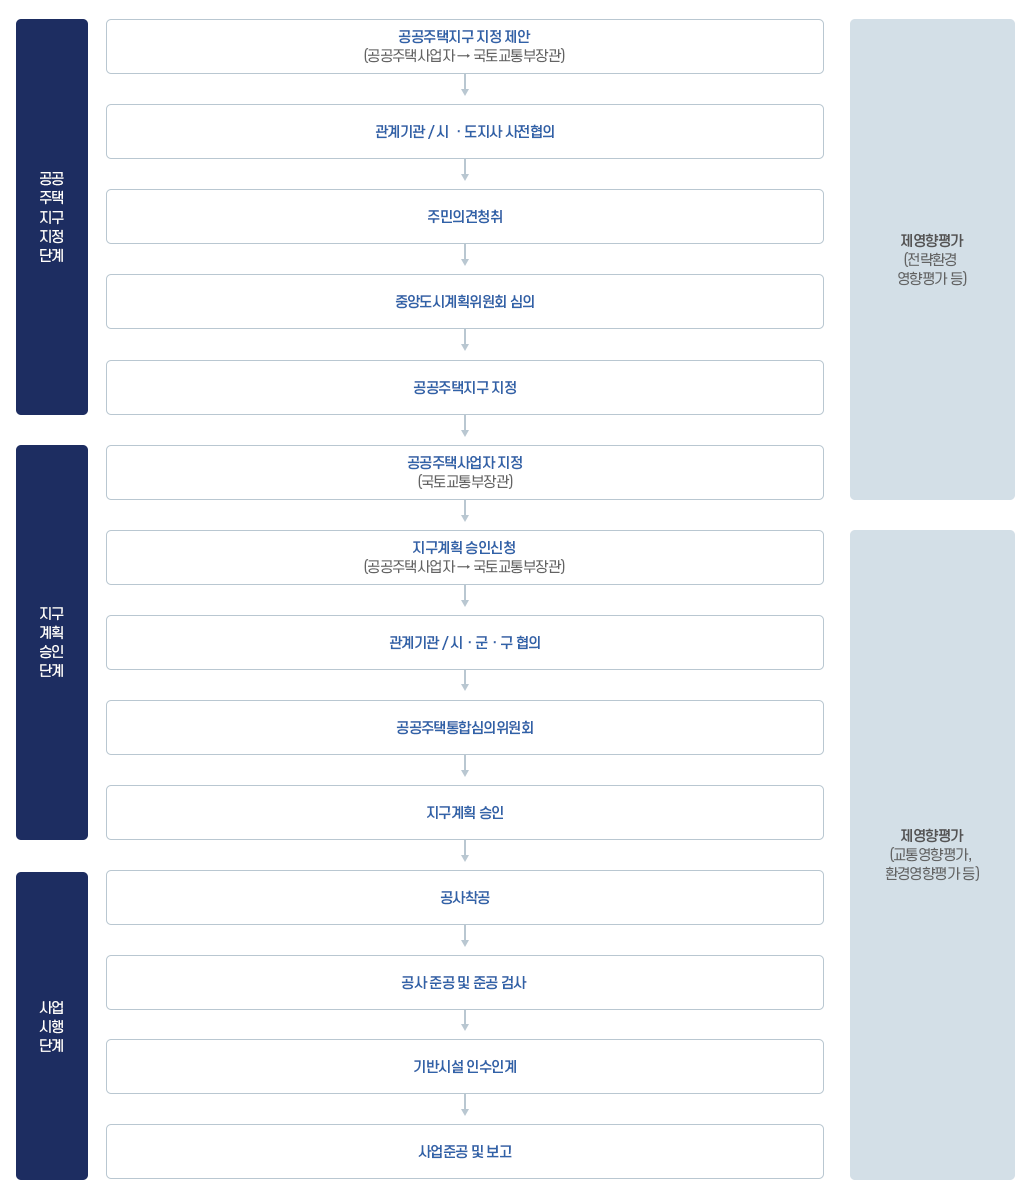 공공
주택
지구
지정
단계
공공주택지구 지정 제안
(공공주택사업자 → 국토교통부장관)
관계기관 / 시 · 도지사 사전협의
주민의견청취
중앙도시계획위원회 심의
공공주택지구 지정
제영향평가
(전략환경
영향평가 등)
지구
계획
승인
단계
공공주택사업자 지정
(국토교통부장관)
지구계획 승인신청
(공공주택사업자 → 국토교통부장관)
관계기관 / 시 · 군 · 구 협의
공공주택통합심의위원회
지구계획 승인
제영향평가
(교통영향평가,
환경영향평가 등)
사업
시행
단계
공사착공
공사 준공 및 준공 검사
기반시설 인수인계
사업준공 및 보고